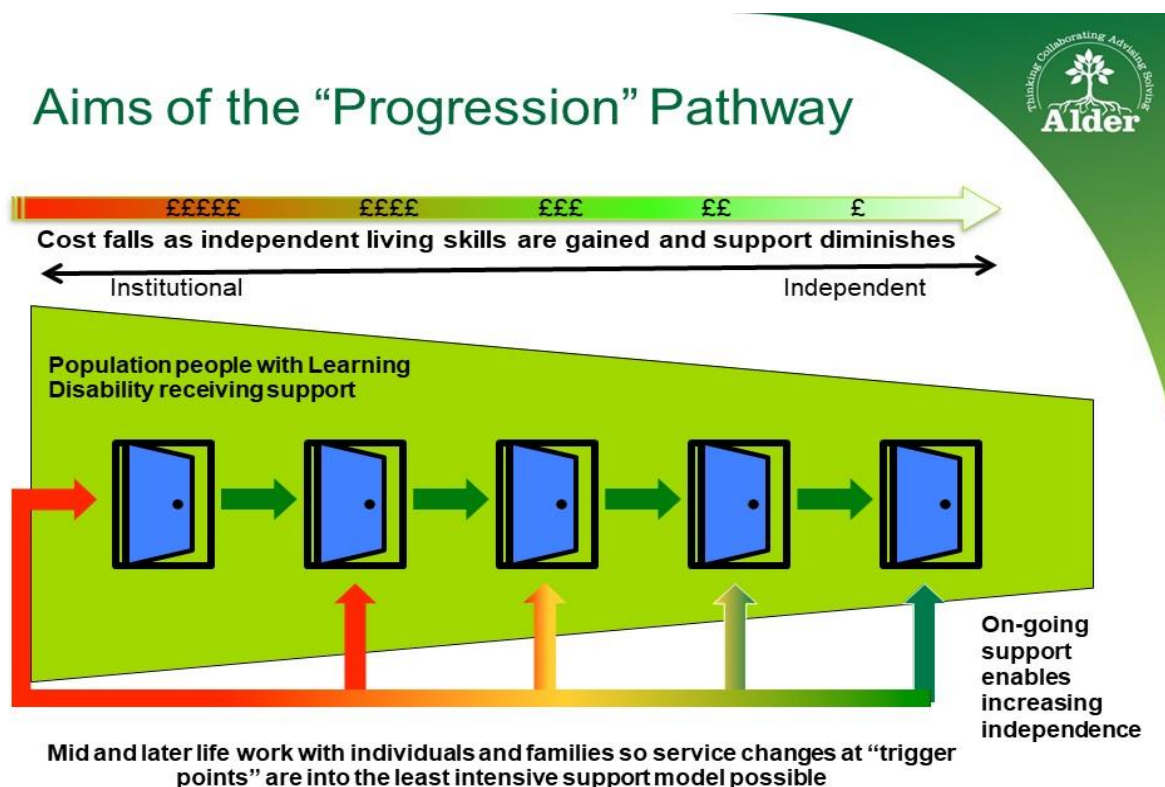 Thinking Collaborating Advising Solving
Alder
Aims of the “Progression” Pathway
£££££ ££££ £££ ££ £
Cost falls as independent living skills are gained and support diminishes
Institutional Independent
Population people with Learning
Disability receiving support
On-going
support
enables
increasing
independence
Mid and later life work with individuals and families so service changes at “trigger
points” are into the least intensive support model possible